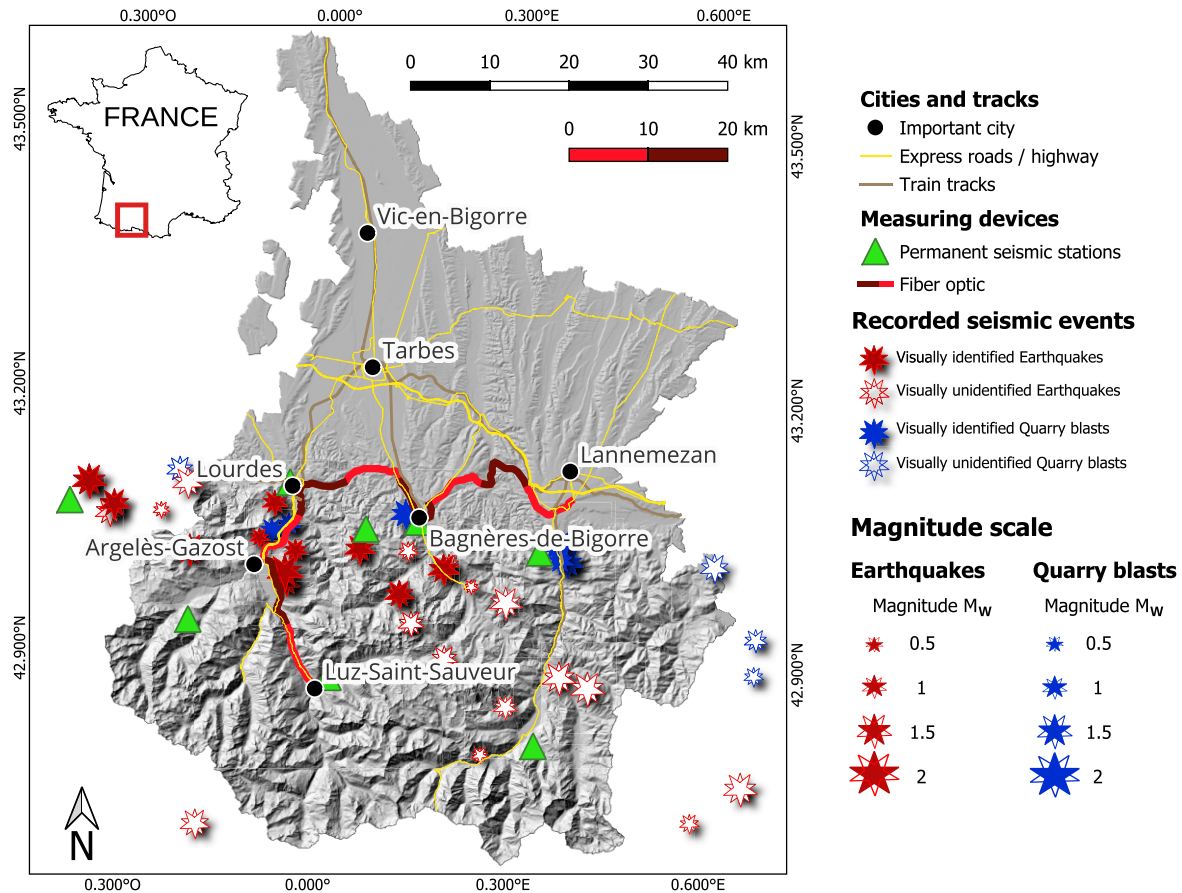 0.300°O 0.000° 0.300°E 0.600°E
43.500°N
43.200°N
42.900°N
FRANCE
0 10 20 30 40 km
0 10 20 km
Vic-en-Bigorre
Tarbes
Lourdes
Lannemezan
Argelès-Gazost
Bagnères-de-Bigorre
Luz-Saint-Sauveur
N
43.500°N
43.200°N
42.900°N
0.300°O 0.000° 0.300°E 0.600°E
Cities and tracks
Important city
Express roads / highway
Train tracks
Measuring devices
Permanent seismic stations
Fiber optic
Recorded seismic events
Visually identified Earthquakes
Visually unidentified Earthquakes
Visually identified Quarry blasts
Visually unidentified Quarry blasts
Magnitude scale
Earthquakes Quarry blasts
Magnitude Mw Magnitude Mw
0.5 0.5
1 1
1.5 1.5
2 2